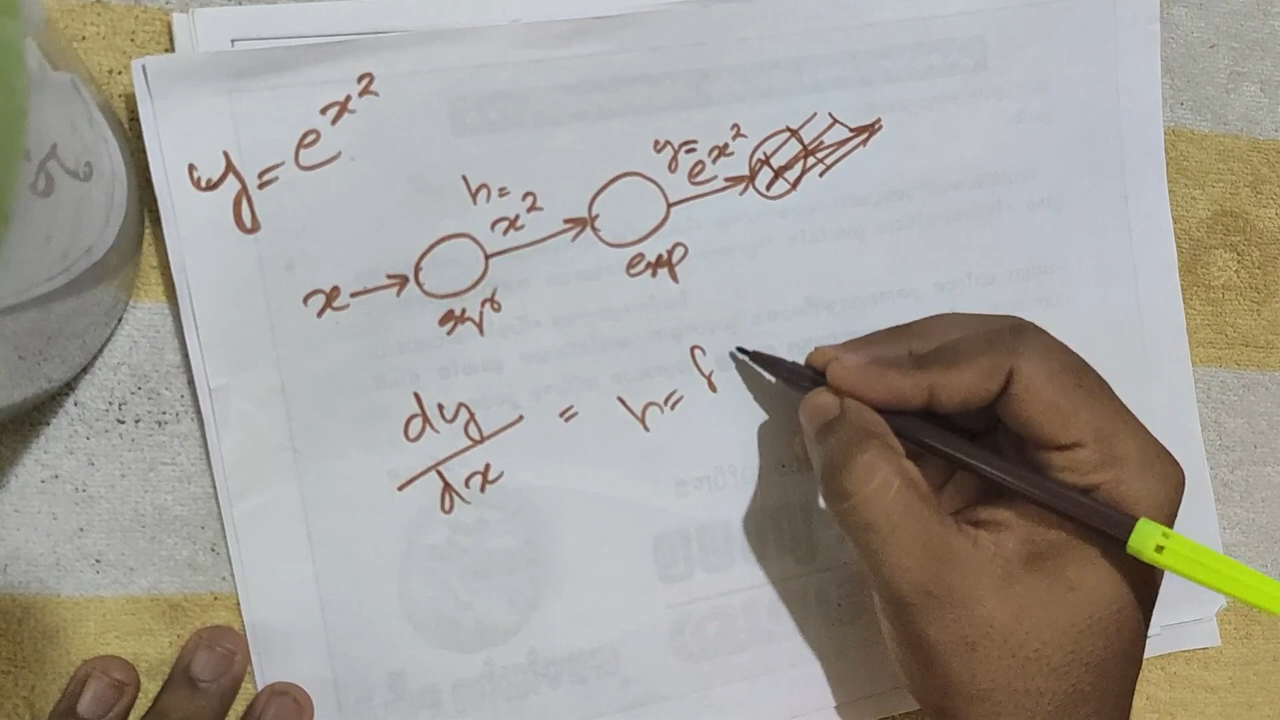 y = e^{x^2}
h = x^2
y = e^{x^2}
x → sqr → exp
dy/dx = h = f